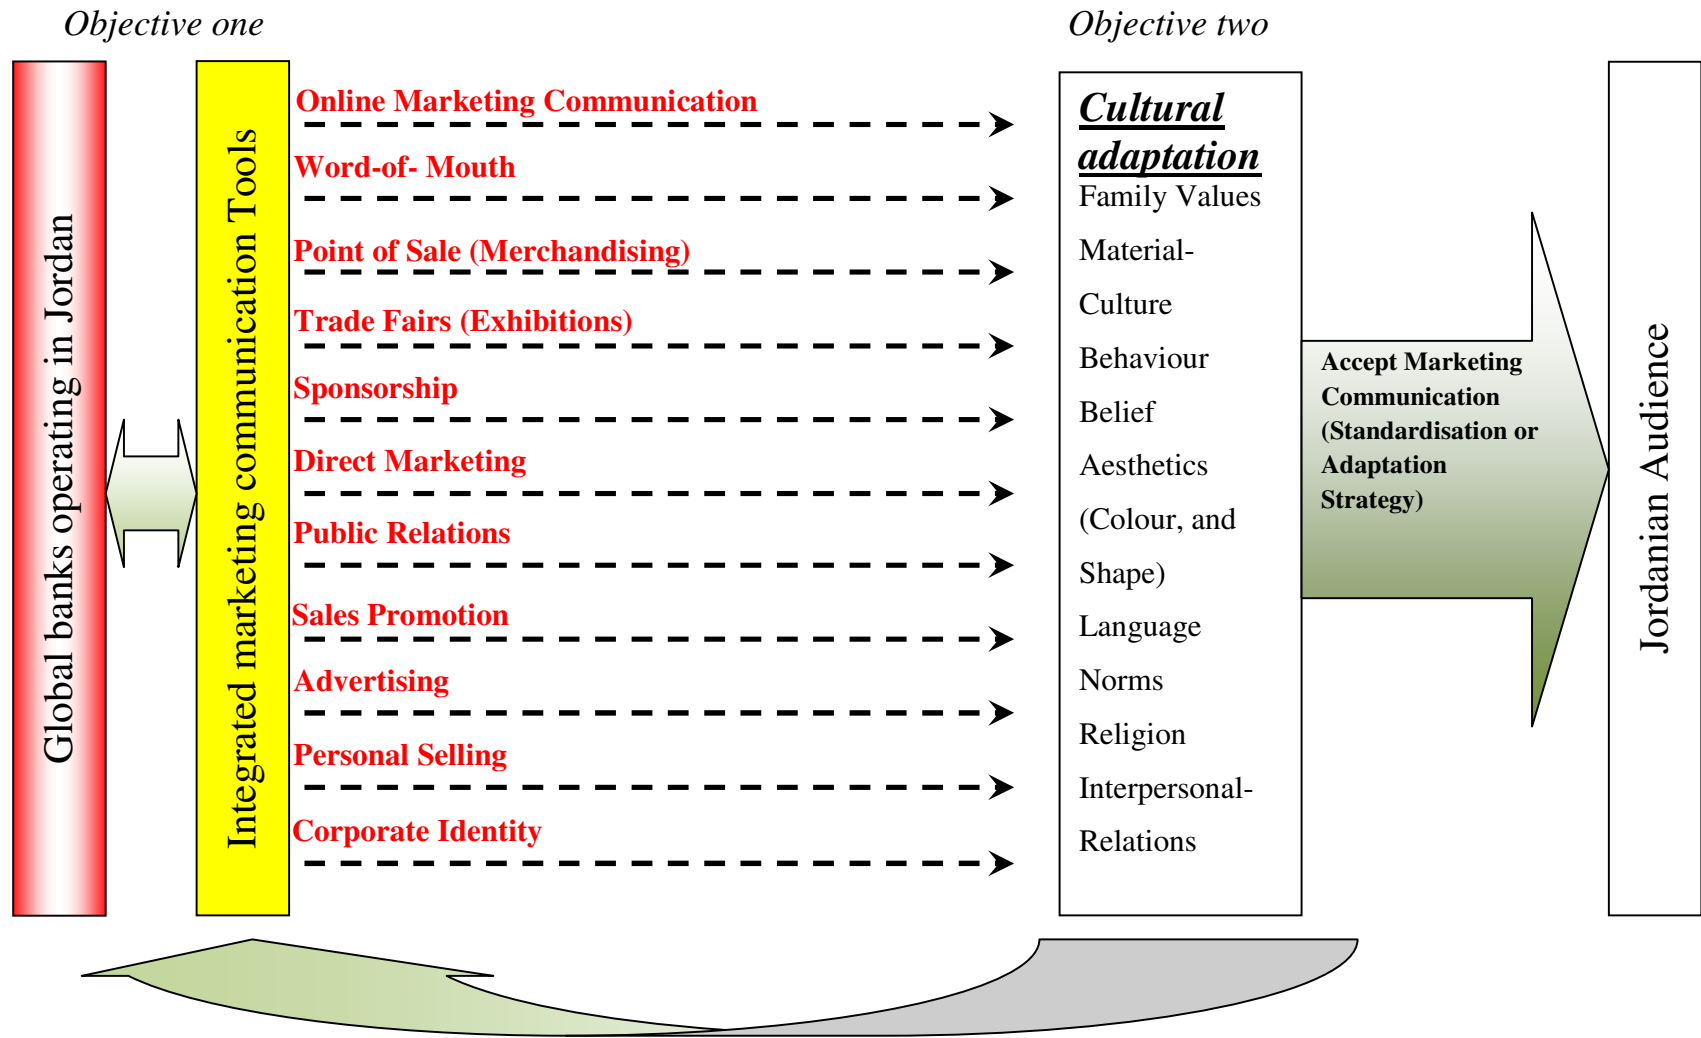 Objective one
Objective two
Global banks operating in Jordan
Integrated marketing communication Tools
Online Marketing Communication
Word-of- Mouth
Point of Sale (Merchandising)
Trade Fairs (Exhibitions)
Sponsorship
Direct Marketing
Public Relations
Sales Promotion
Advertising
Personal Selling
Corporate Identity
Cultural
adaptation
Family Values
Material-
Culture
Behaviour
Belief
Aesthetics
(Colour, and
Shape)
Language
Norms
Religion
Interpersonal-
Relations
Accept Marketing
Communication
(Standardisation or
Adaptation
Strategy)
Jordanian Audience